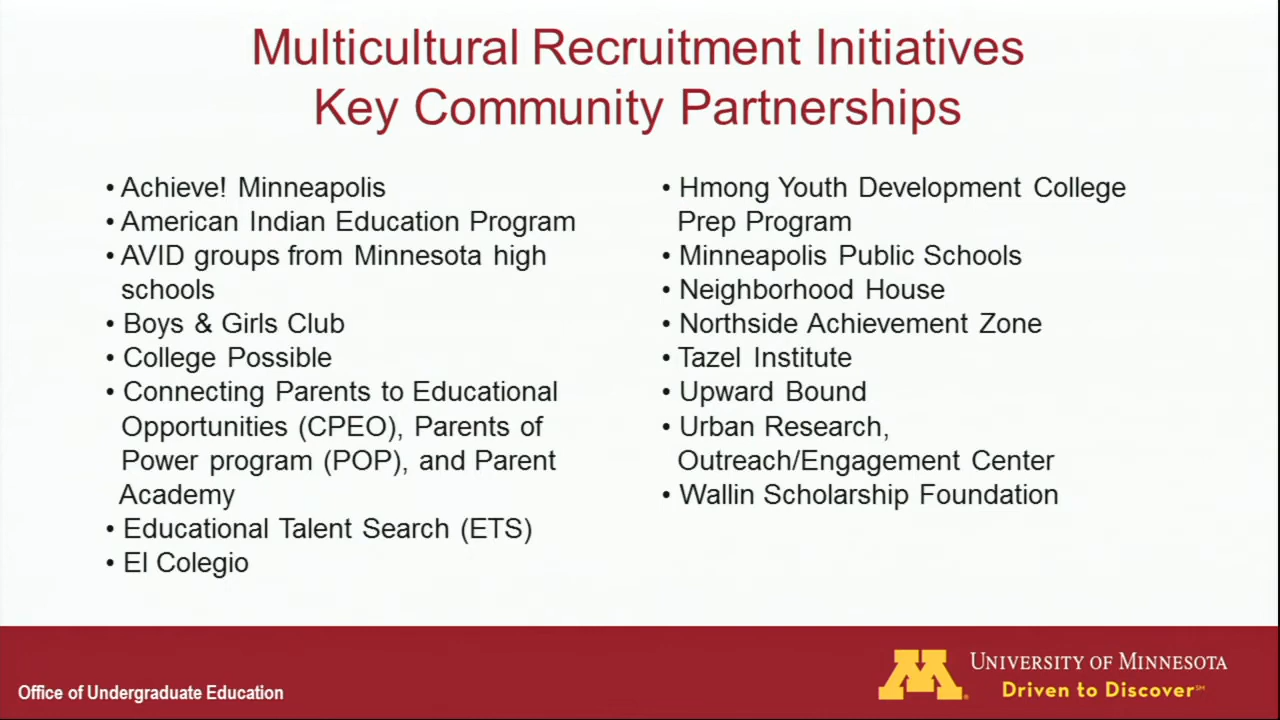 Multicultural Recruitment Initiatives
Key Community Partnerships
• Achieve! Minneapolis
• American Indian Education Program
• AVID groups from Minnesota high
schools
• Boys & Girls Club
• College Possible
• Connecting Parents to Educational
Opportunities (CPEO), Parents of
Power program (POP), and Parent
Academy
• Educational Talent Search (ETS)
• El Colegio
• Hmong Youth Development College
Prep Program
• Minneapolis Public Schools
• Neighborhood House
• Northside Achievement Zone
• Tazel Institute
• Upward Bound
• Urban Research,
Outreach/Engagement Center
• Wallin Scholarship Foundation
Office of Undergraduate Education
M®
UNIVERSITY OF MINNESOTA
Driven to Discover℠